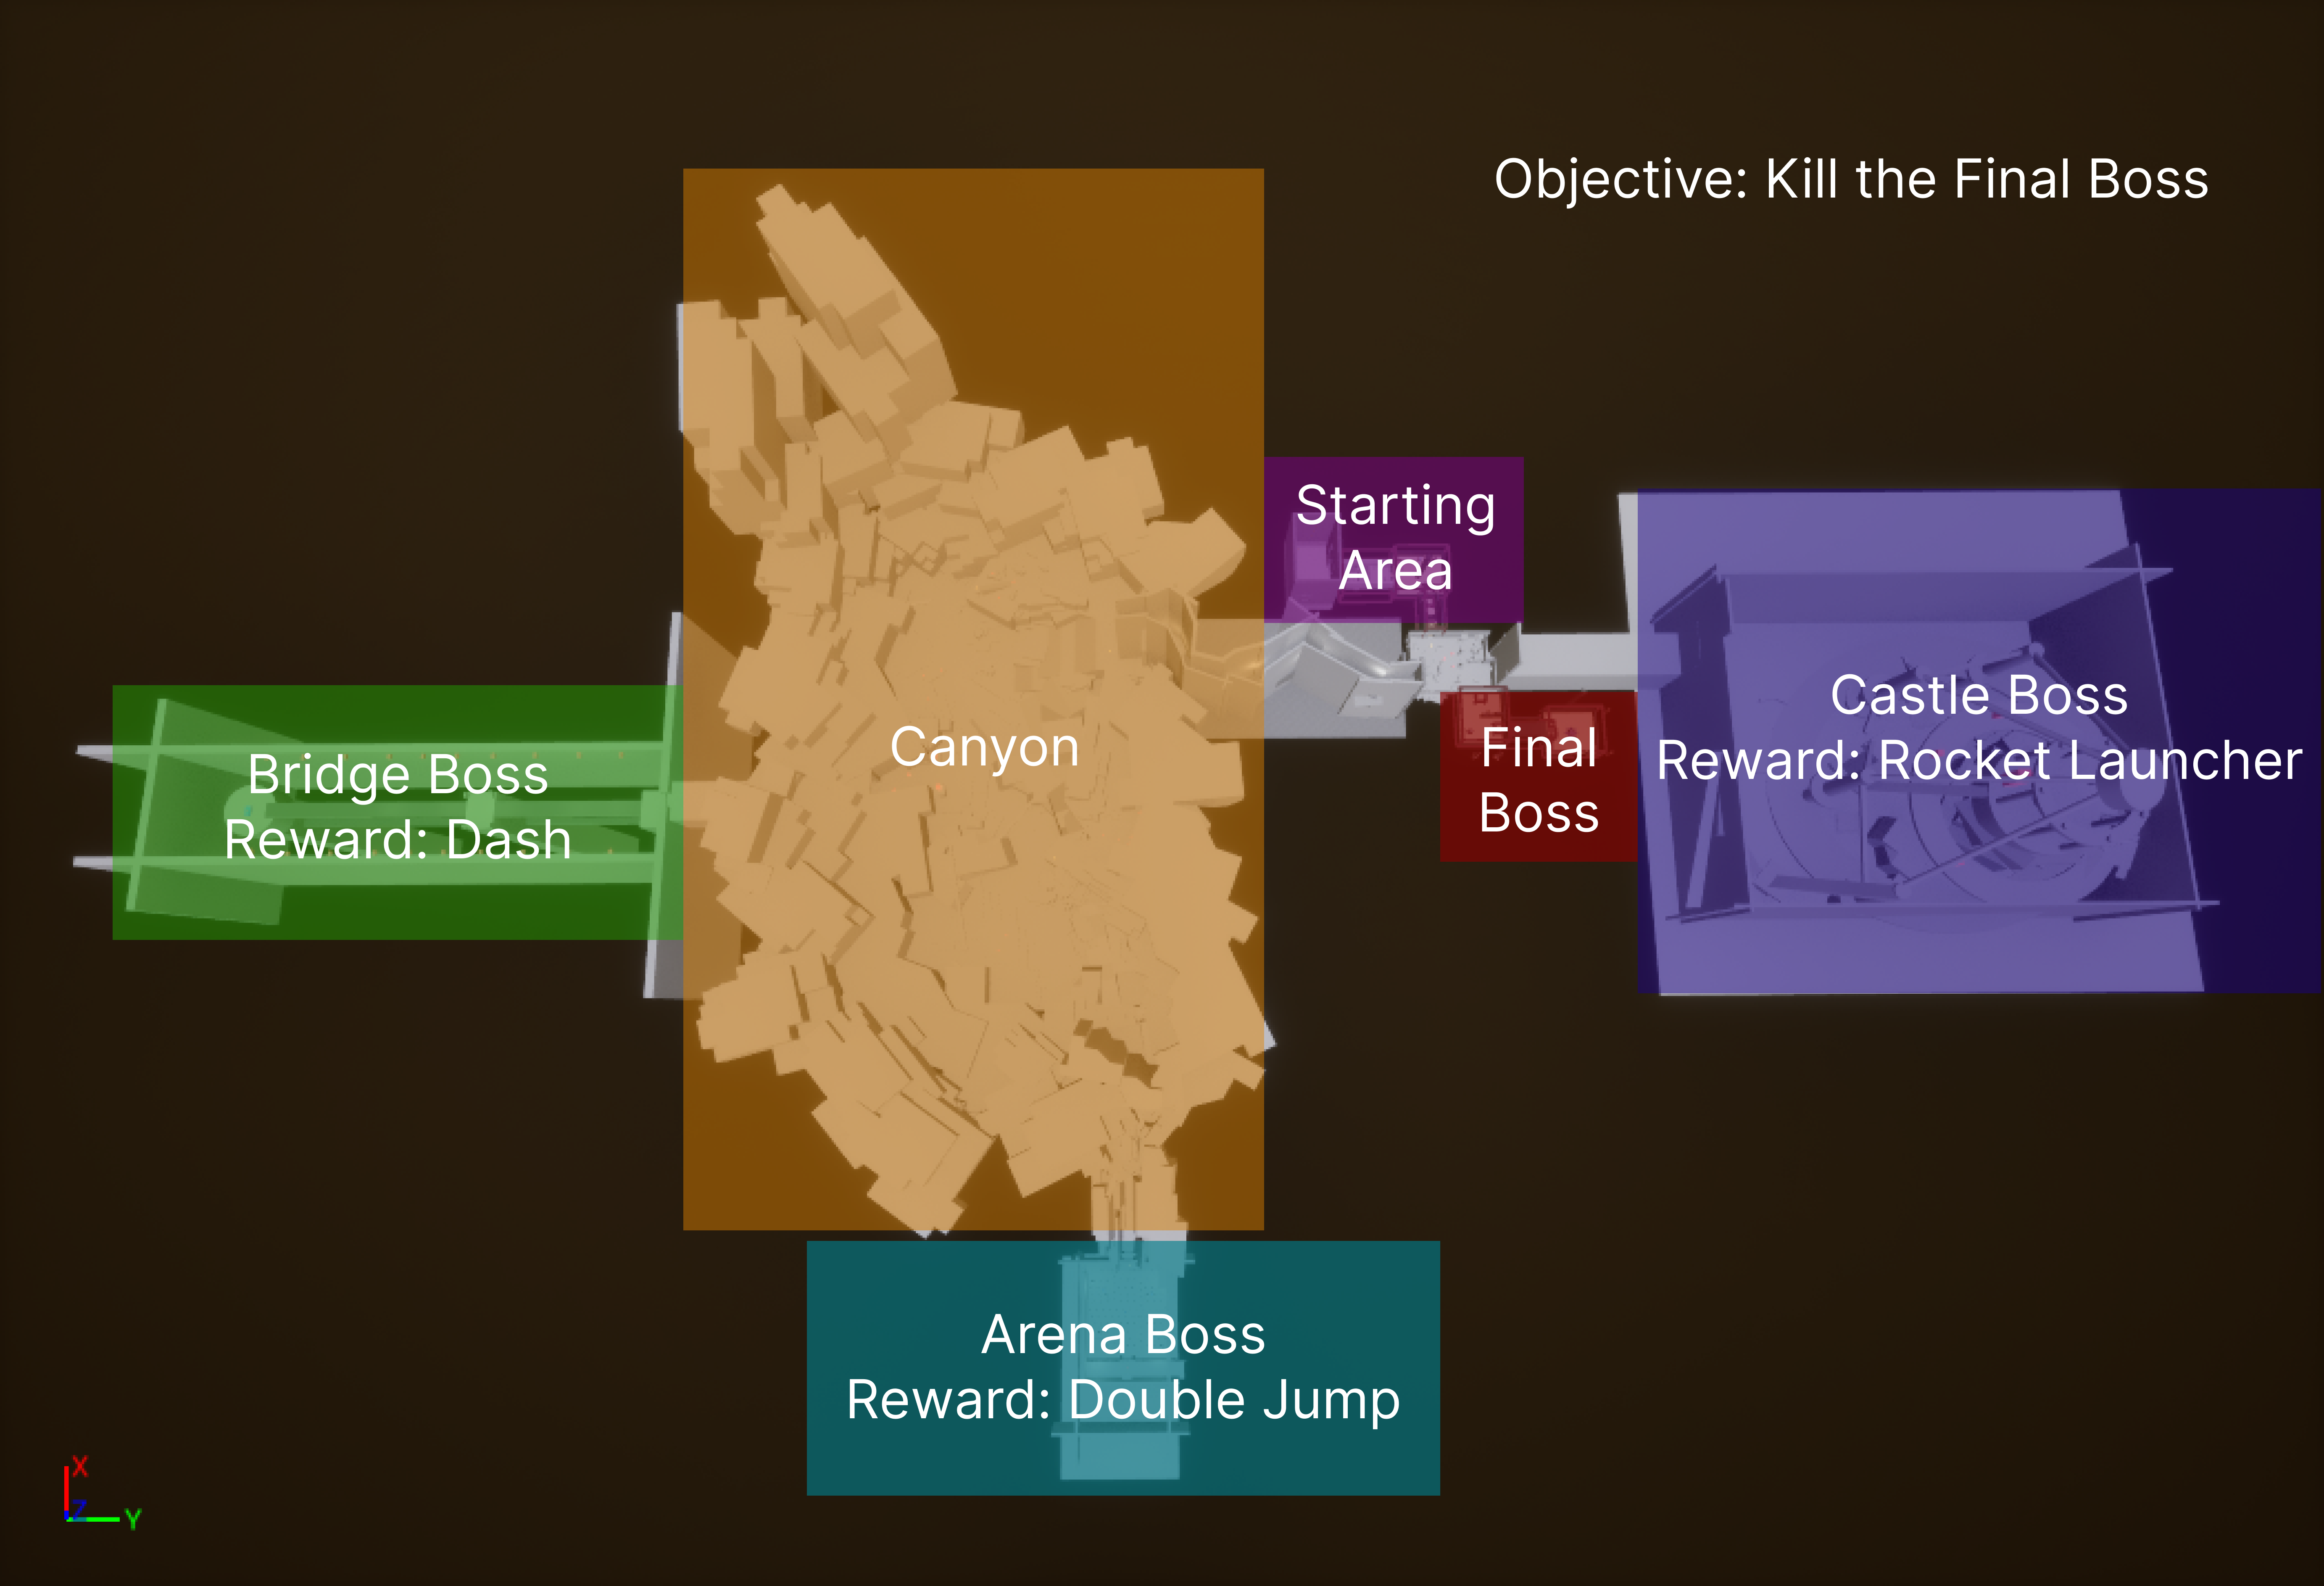 Objective: Kill the Final Boss
Starting
Area
Castle Boss
Reward: Rocket Launcher
Final
Boss
Canyon
Bridge Boss
Reward: Dash
Arena Boss
Reward: Double Jump
X
Z
Y